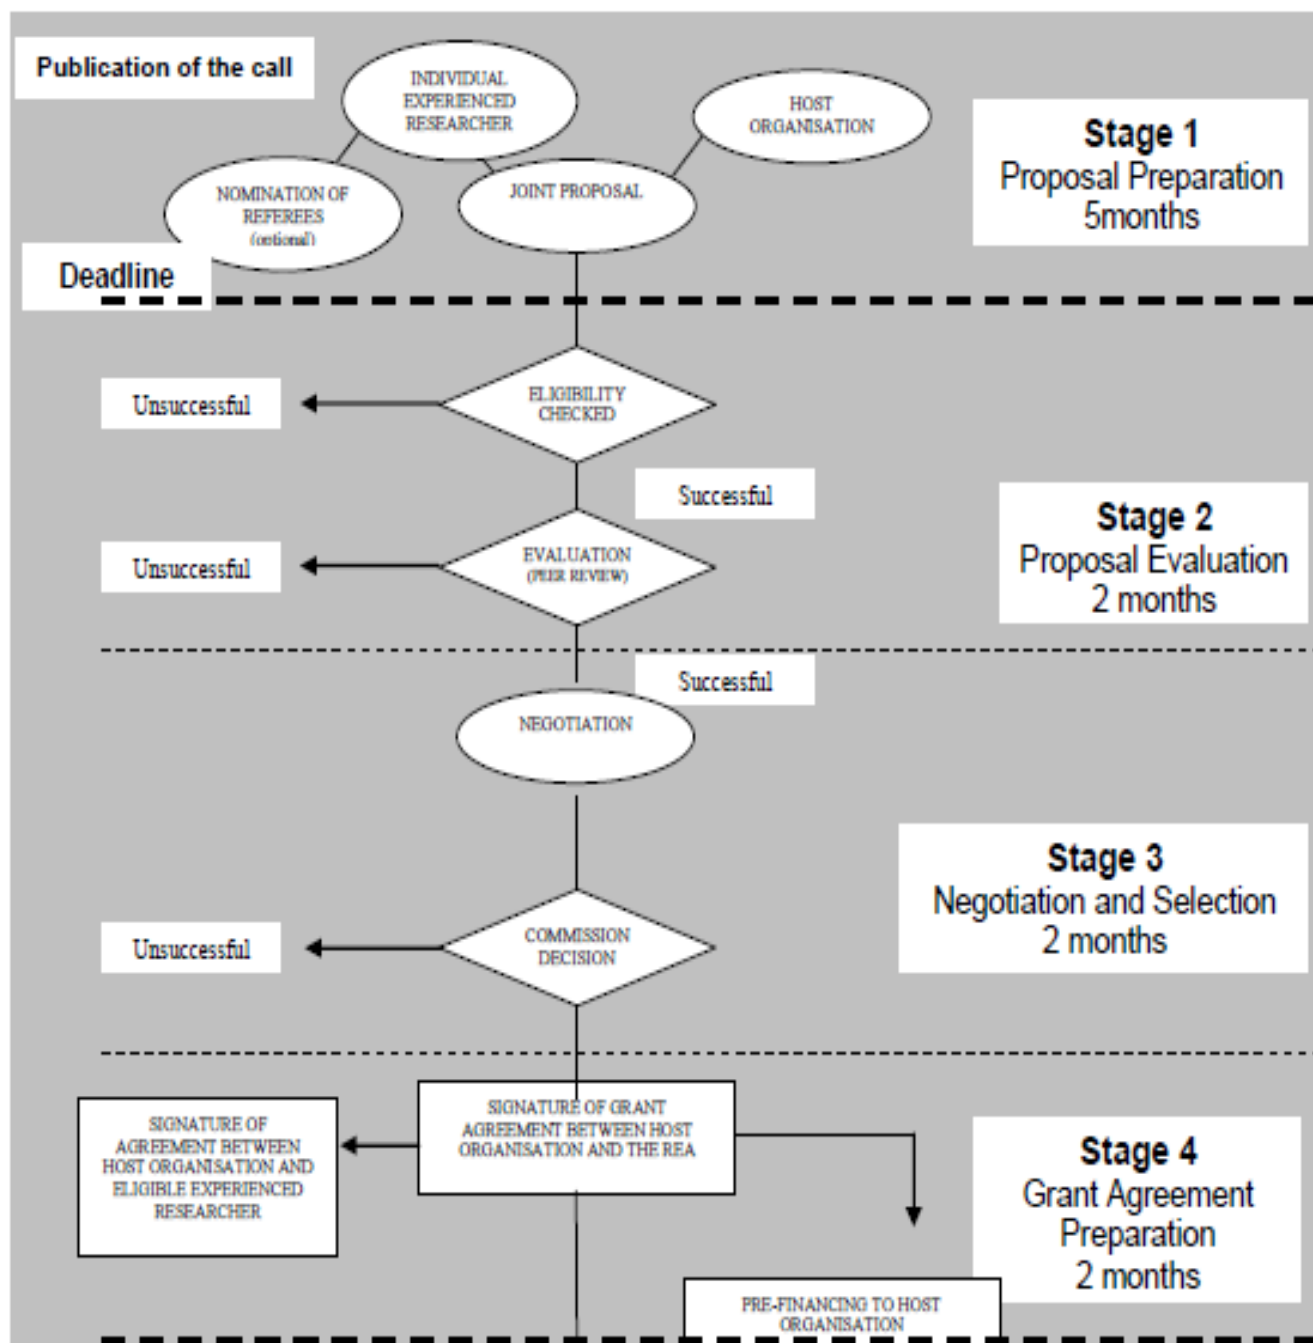 Publication of the call
INDIVIDUAL
EXPERIENCED
RESEARCHER
HOST
ORGANISATION
NOMINATION OF
REFEREES
(optional)
JOINT PROPOSAL
Stage 1
Proposal Preparation
5months
Deadline
ELIGIBILITY
CHECKED
Unsuccessful
Successful
EVALUATION
(PEER REVIEW)
Unsuccessful
Stage 2
Proposal Evaluation
2 months
Successful
NEGOTIATION
Stage 3
Negotiation and Selection
2 months
COMMISSION
DECISION
Unsuccessful
SIGNATURE OF GRANT
AGREEMENT BETWEEN HOST
ORGANISATION AND THE REA
SIGNATURE OF
AGREEMENT BETWEEN
HOST ORGANISATION AND
ELIGIBLE EXPERIENCED
RESEARCHER
Stage 4
Grant Agreement
Preparation
2 months
PRE-FINANCING TO HOST
ORGANISATION